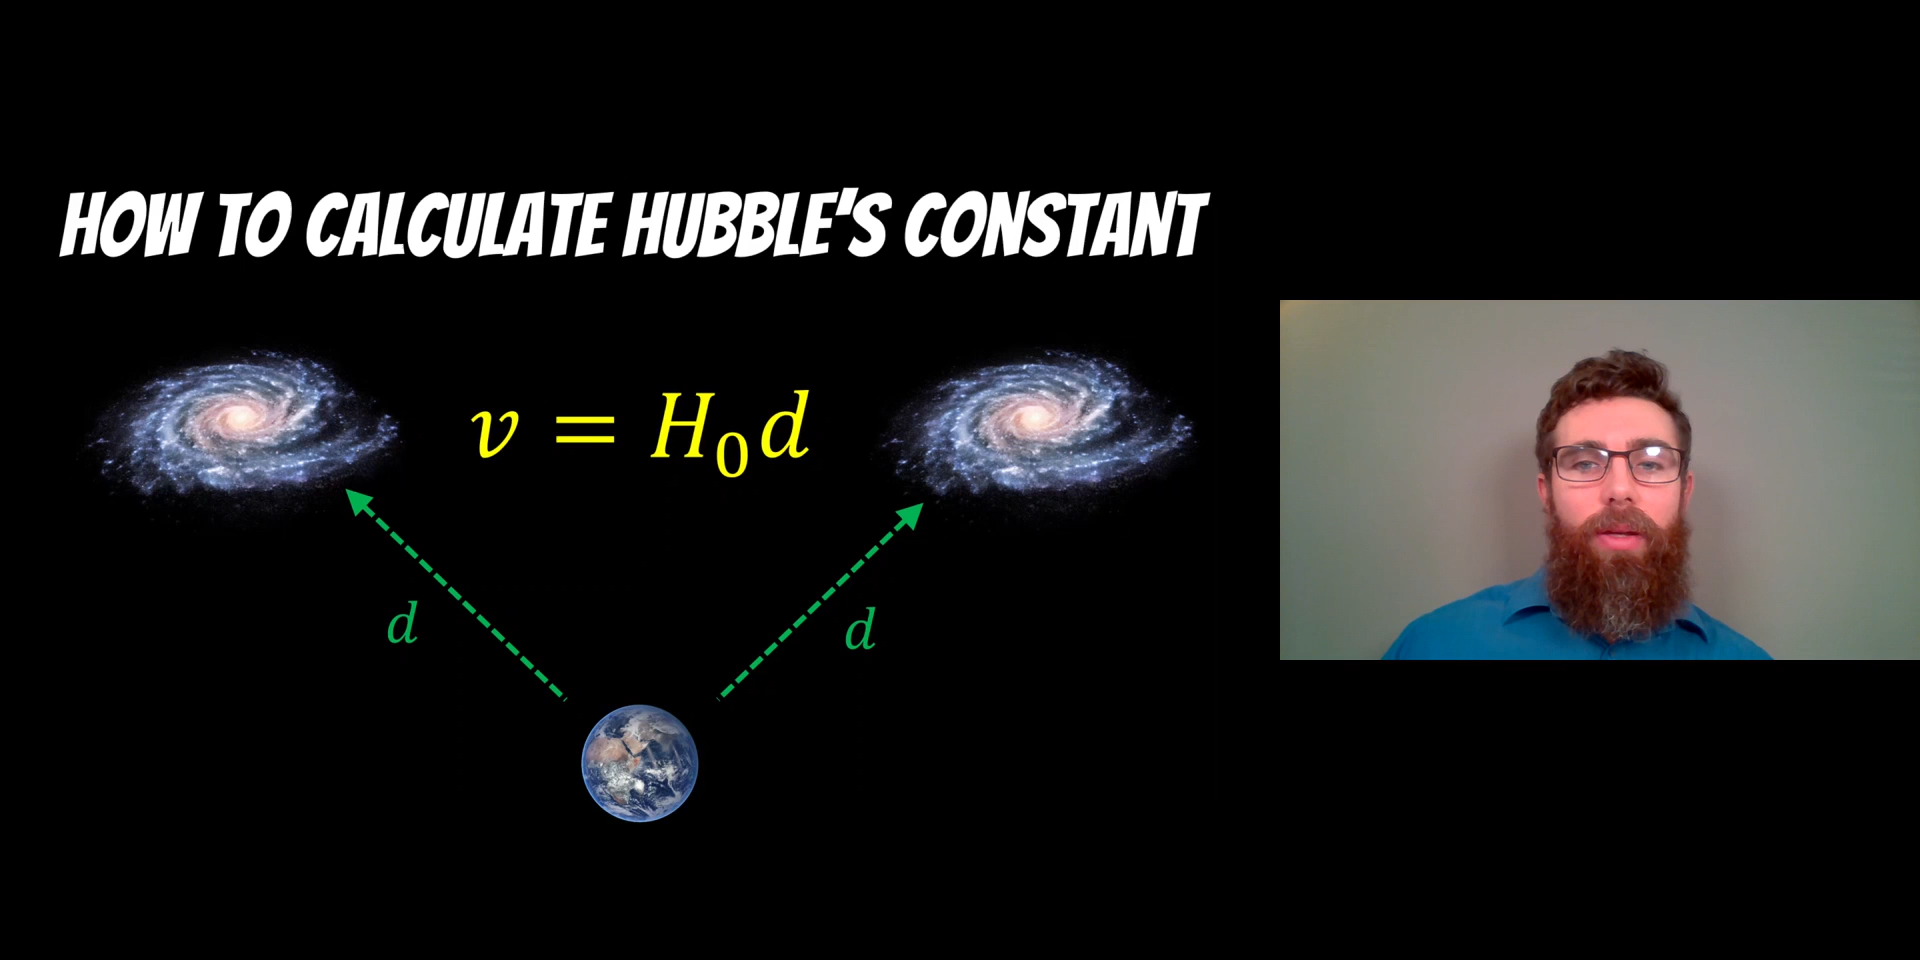 HOW TO CALCULATE HUBBLE'S CONSTANT
v = H₀d
d
d